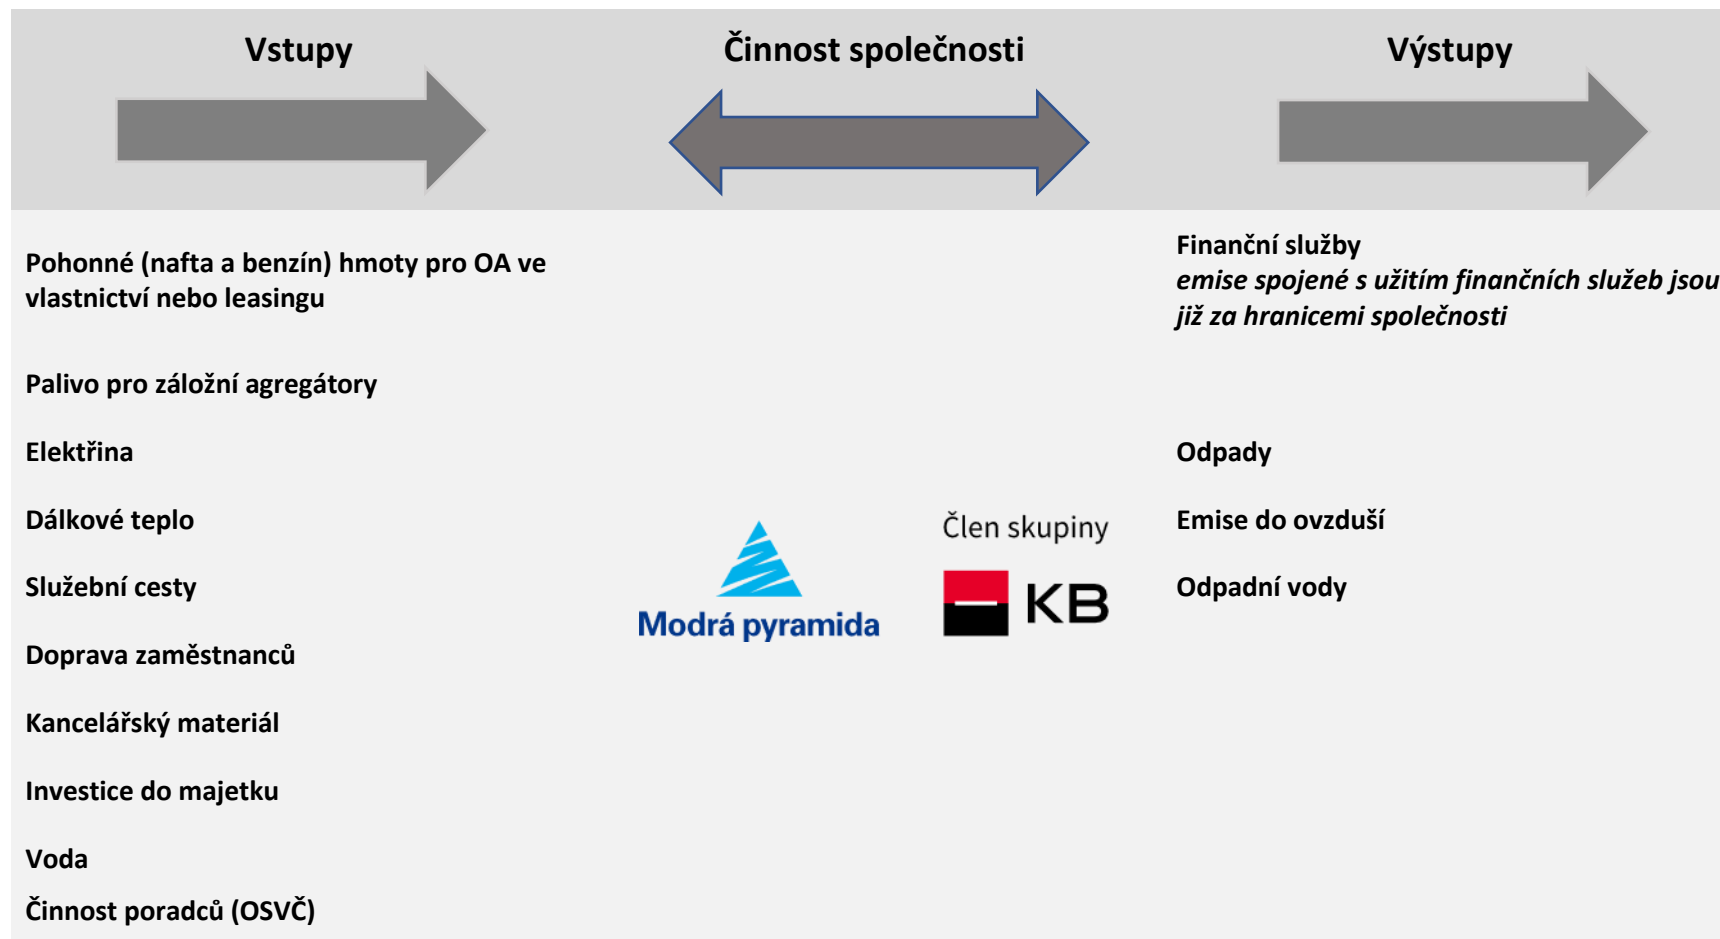 Vstupy
Činnost společnosti
Výstupy
Pohonné (nafta a benzín) hmoty pro OA ve
vlastnictví nebo leasingu
Palivo pro záložní agregátory
Elektřina
Dálkové teplo
Služební cesty
Doprava zaměstnanců
Kancelářský materiál
Investice do majetku
Voda
Činnost poradců (OSVČ)
Modrá pyramida
Člen skupiny
KB
Finanční služby
emise spojené s užitím finančních služeb jsou
již za hranicemi společnosti
Odpady
Emise do ovzduší
Odpadní vody